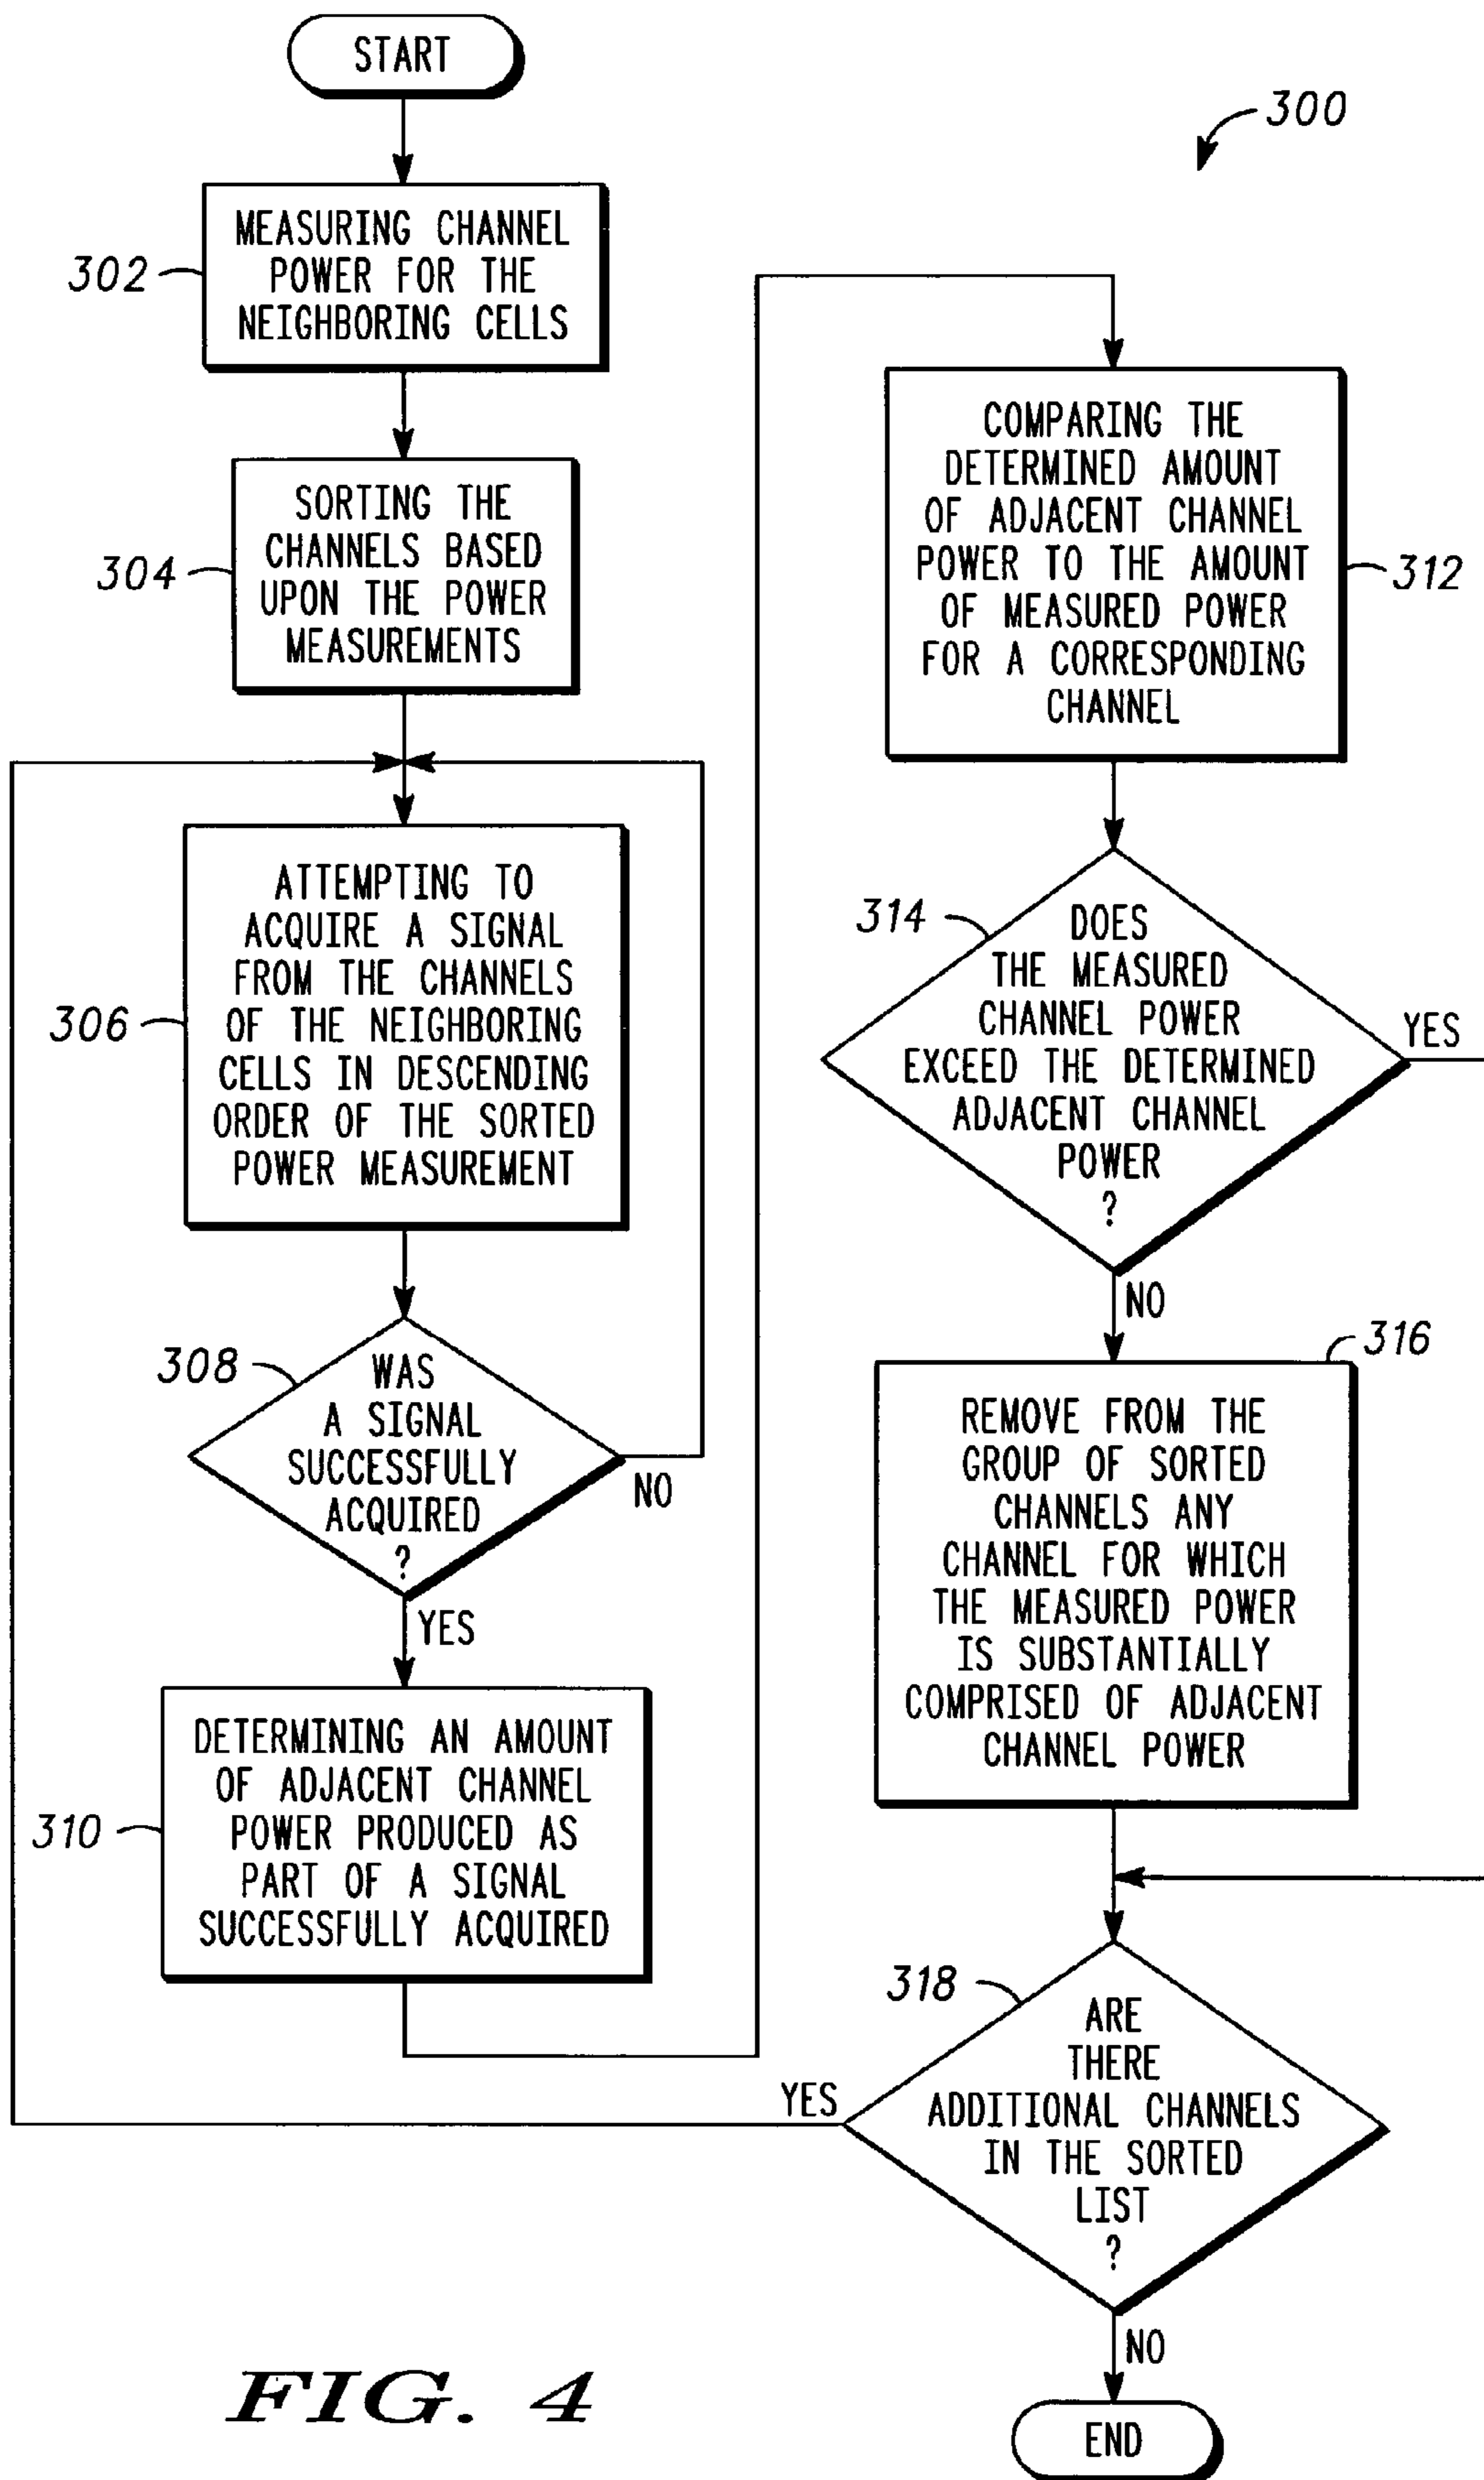 START
300
302
MEASURING CHANNEL
POWER FOR THE
NEIGHBORING CELLS
304
SORTING THE
CHANNELS BASED
UPON THE POWER
MEASUREMENTS
306
ATTEMPTING TO
ACQUIRE A SIGNAL
FROM THE CHANNELS
OF THE NEIGHBORING
CELLS IN DESCENDING
ORDER OF THE SORTED
POWER MEASUREMENT
308
WAS
A SIGNAL
SUCCESSFULLY
ACQUIRED
?
NO
YES
310
DETERMINING AN AMOUNT
OF ADJACENT CHANNEL
POWER PRODUCED AS
PART OF A SIGNAL
SUCCESSFULLY ACQUIRED
312
COMPARING THE
DETERMINED AMOUNT
OF ADJACENT CHANNEL
POWER TO THE AMOUNT
OF MEASURED POWER
FOR A CORRESPONDING
CHANNEL
314
DOES
THE MEASURED
CHANNEL POWER
EXCEED THE DETERMINED
ADJACENT CHANNEL
POWER
?
YES
NO
316
REMOVE FROM THE
GROUP OF SORTED
CHANNELS ANY
CHANNEL FOR WHICH
THE MEASURED POWER
IS SUBSTANTIALLY
COMPRISED OF ADJACENT
CHANNEL POWER
318
ARE
THERE
ADDITIONAL CHANNELS
IN THE SORTED
LIST
?
YES
NO
END
FIG. 4